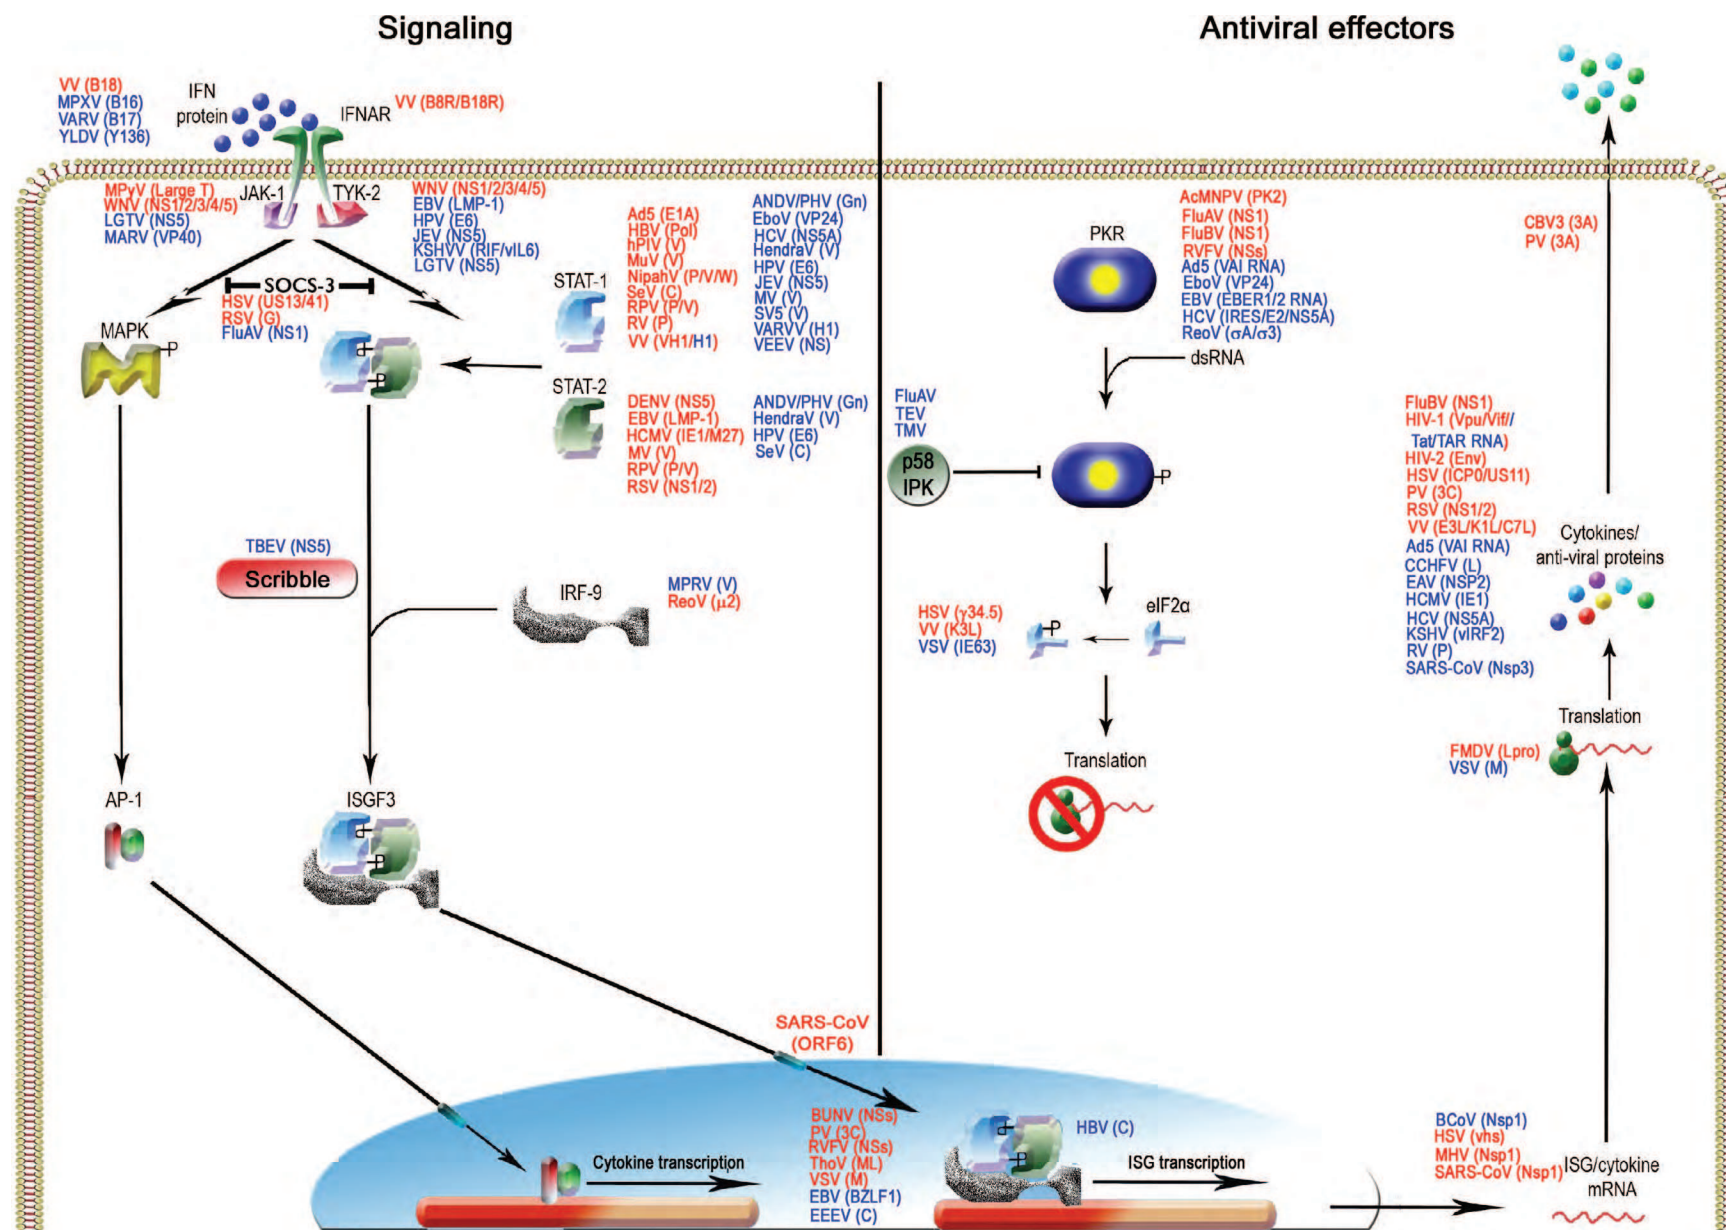 Signaling
Antiviral effectors
VV (B18)
MPXV (B16)
VARV (B17)
YLDV (Y136)
IFN
protein
IFNAR
VV (B8R/B18R)
MPyV (Large T)
WNV (NS1/2/3/4/5)
LGTV (NS5)
MARV (VP40)
JAK-1
TYK-2
WNV (NS1/2/3/4/5)
EBV (LMP-1)
HPV (E6)
JEV (NS5)
KSHVV (RIF/vIL6)
LGTV (NS5)
SOCS-3
HSV (US13/41)
RSV (G)
FluAV (NS1)
MAPK
P
P
P
STAT-1
Ad5 (E1A)
HBV (Pol)
hPIV (V)
MuV (V)
NipahV (P/V/W)
SeV (C)
RPV (P/V)
RV (P)
VV (VH1/H1)
ANDV/PHV (Gn)
EboV (VP24)
HCV (NS5A)
HendraV (V)
HPV (E6)
JEV (NS5)
MV (V)
SV5 (V)
VARVV (H1)
VEEV (NS)
STAT-2
DENV (NS5)
EBV (LMP-1)
HCMV (IE1/M27)
MV (V)
RPV (P/V)
RSV (NS1/2)
ANDV/PHV (Gn)
HendraV (V)
HPV (E6)
SeV (C)
TBEV (NS5)
Scribble
IRF-9
MPRV (V)
ReoV (μ2)
AP-1
ISGF3
P
P
SARS-CoV
(ORF6)
BUNV (NSs)
PV (3C)
RVFV (NSs)
ThoV (ML)
VSV (M)
EBV (BZLF1)
EEEV (C)
Cytokine transcription
P
P
HBV (C)
ISG transcription
PKR
AcMNPV (PK2)
FluAV (NS1)
FluBV (NS1)
RVFV (NSs)
Ad5 (VAI RNA)
EboV (VP24)
EBV (EBER1/2 RNA)
HCV (IRES/E2/NS5A)
ReoV (σA/σ3)
dsRNA
FluAV
TEV
TMV
p58
IPK
P
HSV (γ34.5)
VV (K3L)
VSV (IE63)
P
eIF2α
Translation
CBV3 (3A)
PV (3A)
FluBV (NS1)
HIV-1 (Vpu/Vif//
Tat/TAR RNA)
HIV-2 (Env)
HSV (ICP0/US11)
PV (3C)
RSV (NS1/2)
VV (E3L/K1L/C7L)
Ad5 (VAI RNA)
CCHFV (L)
EAV (NSP2)
HCMV (IE1)
HCV (NS5A)
KSHV (vIRF2)
RV (P)
SARS-CoV (Nsp3)
Cytokines/
anti-viral proteins
Translation
FMDV (Lpro)
VSV (M)
BCoV (Nsp1)
HSV (vhs)
MHV (Nsp1)
SARS-CoV (Nsp1)
ISG/cytokine
mRNA